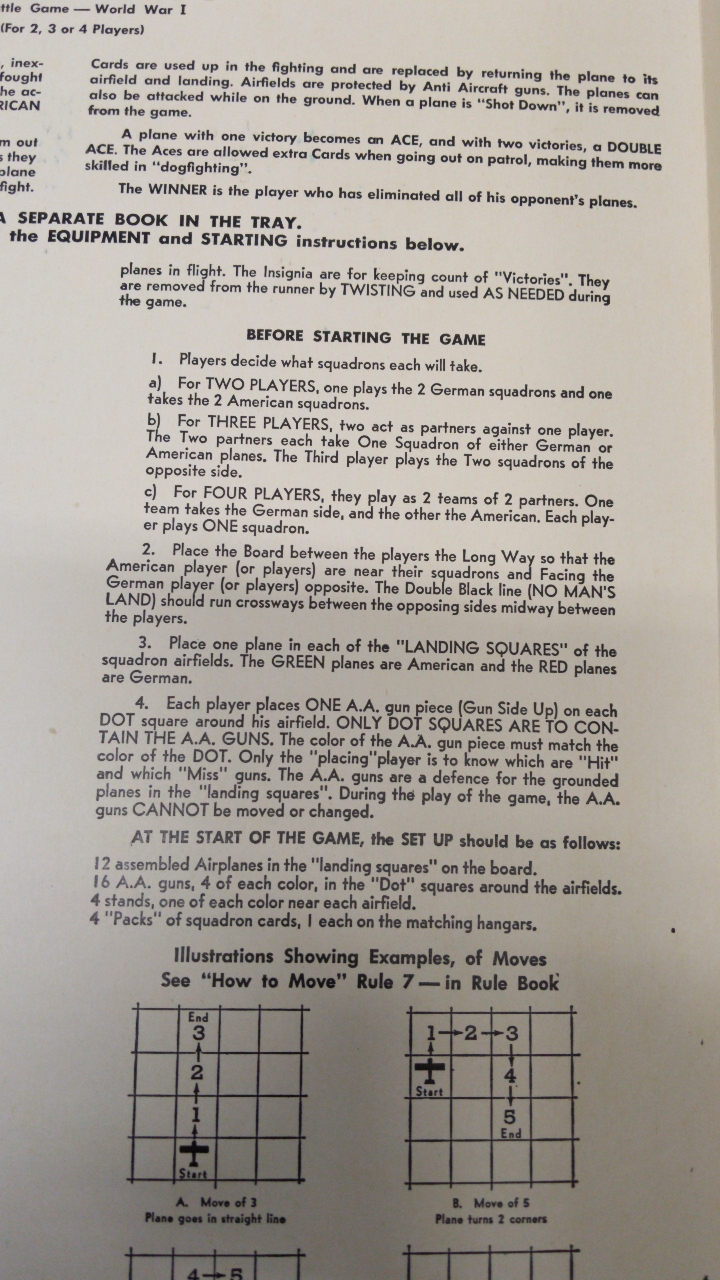 ttle Game — World War I
(For 2, 3 or 4 Players)
, inex-
fought
he ac-
RICAN
m out
s they
plane
fight.
Cards are used up in the fighting and are replaced by returning the plane to its
airfield and landing. Airfields are protected by Anti Aircraft guns. The planes can
also be attacked while on the ground. When a plane is "Shot Down", it is removed
from the game.
A plane with one victory becomes an ACE, and with two victories, a DOUBLE
ACE. The Aces are allowed extra Cards when going out on patrol, making them more
skilled in "dogfighting".
The WINNER is the player who has eliminated all of his opponent's planes.
A SEPARATE BOOK IN THE TRAY.
the EQUIPMENT and STARTING instructions below.
planes in flight. The Insignia are for keeping count of "Victories". They
are removed from the runner by TWISTING and used AS NEEDED during
the game.
BEFORE STARTING THE GAME
1. Players decide what squadrons each will take.
a) For TWO PLAYERS, one plays the 2 German squadrons and one
takes the 2 American squadrons.
b) For THREE PLAYERS, two act as partners against one player.
The Two partners each take One Squadron of either German or
American planes. The Third player plays the Two squadrons of the
opposite side.
c) For FOUR PLAYERS, they play as 2 teams of 2 partners. One
team takes the German side, and the other the American. Each play-
er plays ONE squadron.
2. Place the Board between the players the Long Way so that the
American player (or players) are near their squadrons and Facing the
German player (or players) opposite. The Double Black line (NO MAN'S
LAND) should run crossways between the opposing sides midway between
the players.
3. Place one plane in each of the "LANDING SQUARES" of the
squadron airfields. The GREEN planes are American and the RED planes
are German.
4. Each player places ONE A.A. gun piece (Gun Side Up) on each
DOT square around his airfield. ONLY DOT SQUARES ARE TO CON-
TAIN THE A.A. GUNS. The color of the A.A. gun piece must match the
color of the DOT. Only the "placing"player is to know which are "Hit"
and which "Miss" guns. The A.A. guns are a defence for the grounded
planes in the "landing squares". During the play of the game, the A.A.
guns CANNOT be moved or changed.
AT THE START OF THE GAME, the SET UP should be as follows:
12 assembled Airplanes in the "landing squares" on the board.
16 A.A. guns, 4 of each color, in the "Dot" squares around the airfields.
4 stands, one of each color near each airfield.
4 "Packs" of squadron cards, 1 each on the matching hangars.
Illustrations Showing Examples, of Moves
See "How to Move" Rule 7 — in Rule Book
End
3
2
1
Start
A. Move of 3
Plane goes in straight line
1 2 3
Start
4
5
End
B. Move of 5
Plane turns 2 corners
4 5